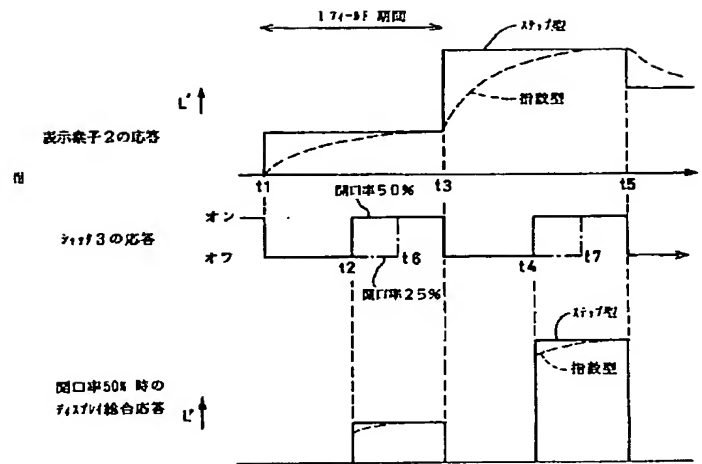 1フィールド期間
ステップ型
L* ↑
指数型
表示素子2の応答
t1
t3
t5
開口率50%
オン
シャッタ3の応答
オフ
t2
t6
t4
t7
開口率25%
ステップ型
開口率50%時の
ディスプレイ総合応答
L* ↑
指数型